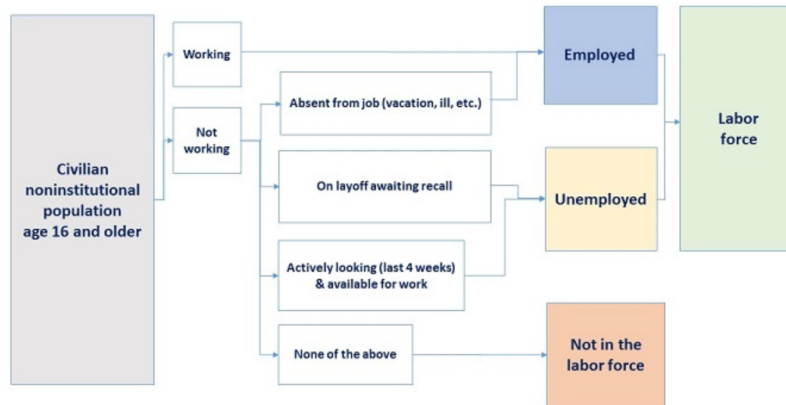 Civilian
noninstitutional
population
age 16 and older
Working
Not
working
Absent from job (vacation, ill, etc.)
On layoff awaiting recall
Actively looking (last 4 weeks)
& available for work
None of the above
Employed
Unemployed
Not in the
labor force
Labor
force